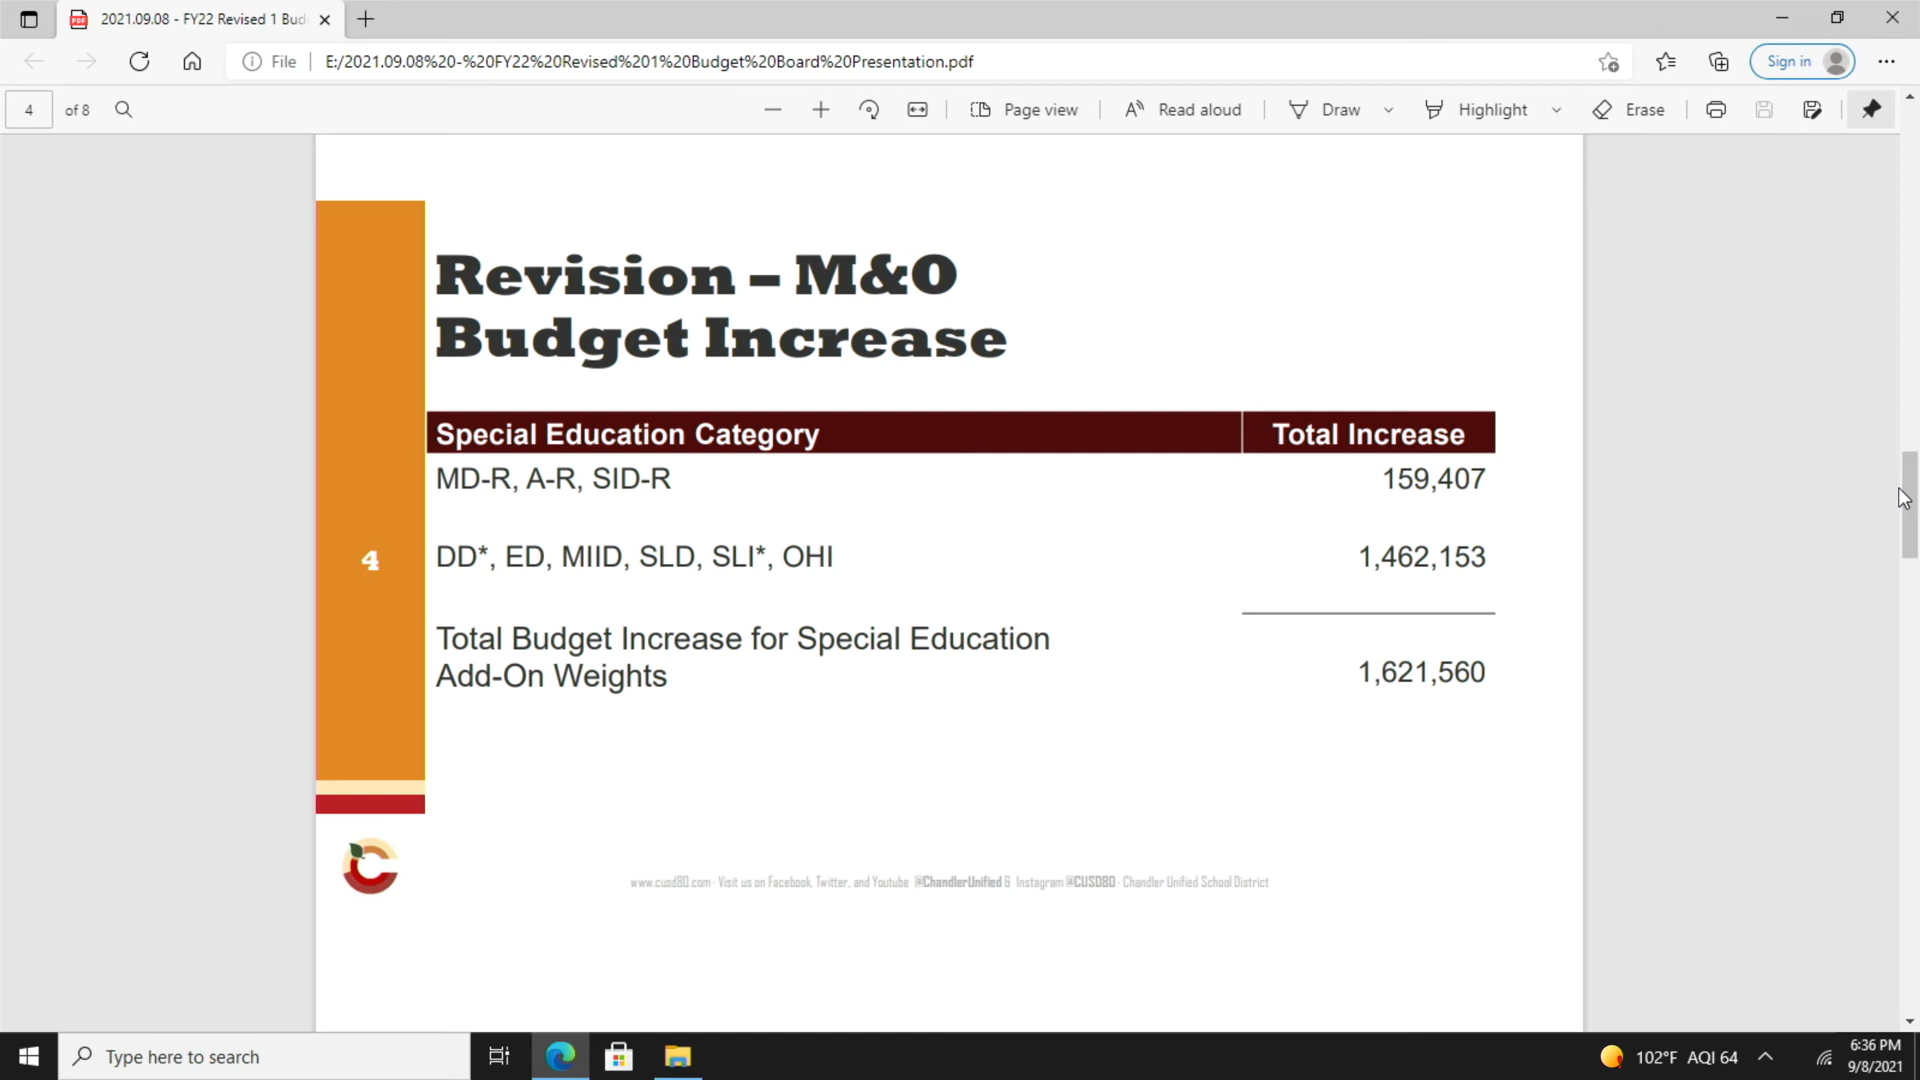 2021.09.08 - FY22 Revised 1 Bud
File
E:/2021.09.08%20-%20FY22%20Revised%201%20Budget%20Board%20Presentation.pdf
Sign in
4 of 8
Page view
Read aloud
Draw
Highlight
Erase
Revision – M&O
Budget Increase
Special Education Category Total Increase
MD-R, A-R, SID-R 159,407
4
DD*, ED, MIID, SLD, SLI*, OHI 1,462,153
Total Budget Increase for Special Education
Add-On Weights 1,621,560
www.cusd80.com · Visit us on Facebook, Twitter, and Youtube @ChandlerUnified & Instagram @CUSD80 · Chandler Unified School District
Type here to search
102°F AQI 64
6:36 PM
9/8/2021